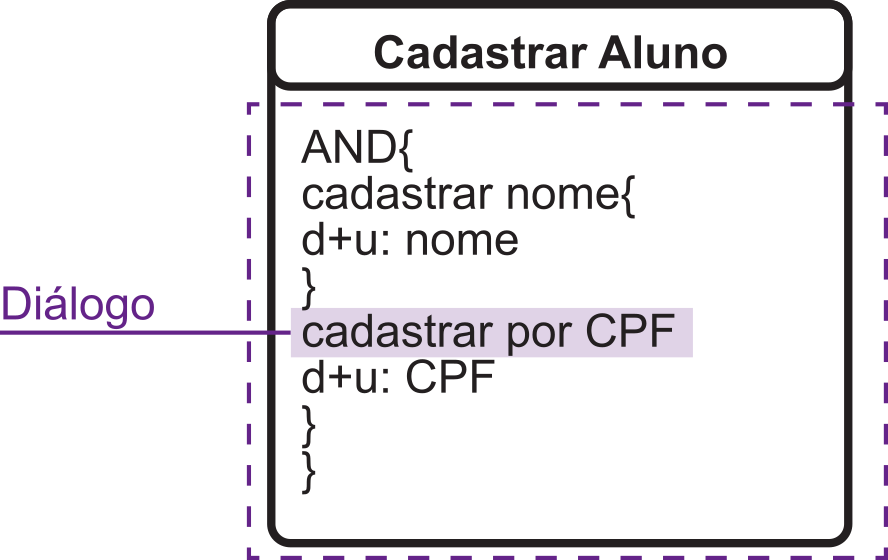 Cadastrar Aluno
AND{
cadastrar nome{
d+u: nome
}
Diálogo
cadastrar por CPF
d+u: CPF
}
}